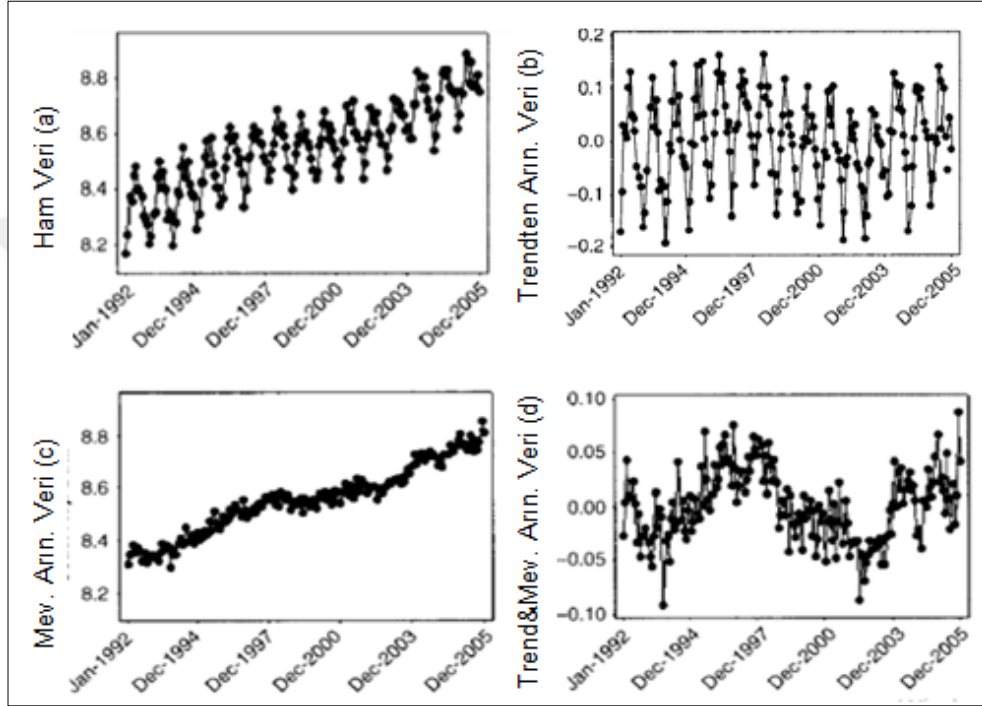 Ham Veri (a)
8.8
8.6
8.4
8.2
Jan-1992
Dec-1994
Dec-1997
Dec-2000
Dec-2003
Dec-2005
Trendten Arın. Veri (b)
0.2
0.1
0.0
-0.1
-0.2
Jan-1992
Dec-1994
Dec-1997
Dec-2000
Dec-2003
Dec-2005
Mev. Arın. Veri (c)
8.8
8.6
8.4
8.2
Jan-1992
Dec-1994
Dec-1997
Dec-2000
Dec-2003
Dec-2005
Trend&Mev. Arın. Veri (d)
0.10
0.05
0.00
-0.05
-0.10
Jan-1992
Dec-1994
Dec-1997
Dec-2000
Dec-2003
Dec-2005